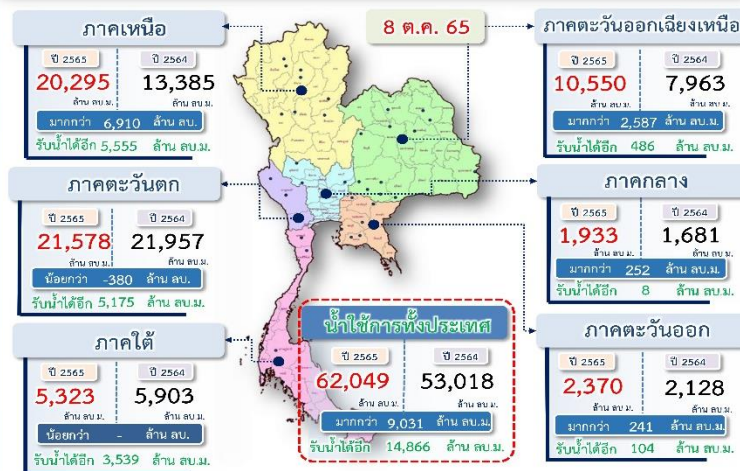 8 ต.ค. 65
ภาคเหนือ
ปี 2565 ปี 2564
20,295 13,385
ล้าน ลบ.ม. ล้าน ลบ.ม.
มากกว่า 6,910 ล้าน ลบ.
รับน้ำได้อีก 5,555 ล้าน ลบ.ม.
ภาคตะวันออกเฉียงเหนือ
ปี 2565 ปี 2564
10,550 7,963
ล้าน ลบ.ม. ล้าน ลบ.ม.
มากกว่า 2,587 ล้าน ลบ.ม.
รับน้ำได้อีก 486 ล้าน ลบ.ม.
ภาคตะวันตก
ปี 2565 ปี 2564
21,578 21,957
ล้าน ลบ.ม. ล้าน ลบ.ม.
น้อยกว่า -380 ล้าน ลบ.
รับน้ำได้อีก 5,175 ล้าน ลบ.ม.
ภาคกลาง
ปี 2565 ปี 2564
1,933 1,681
ล้าน ลบ.ม. ล้าน ลบ.ม.
มากกว่า 252 ล้าน ลบ.ม.
รับน้ำได้อีก 8 ล้าน ลบ.ม.
ภาคใต้
ปี 2565 ปี 2564
5,323 5,903
ล้าน ลบ.ม. ล้าน ลบ.ม.
น้อยกว่า - ล้าน ลบ.
รับน้ำได้อีก 3,539 ล้าน ลบ.ม.
น้ำใช้การทั้งประเทศ
ปี 2565 ปี 2564
62,049 53,018
ล้าน ลบ.ม. ล้าน ลบ.ม.
มากกว่า 9,031 ล้าน ลบ.ม.
รับน้ำได้อีก 14,866 ล้าน ลบ.ม.
ภาคตะวันออก
ปี 2565 ปี 2564
2,370 2,128
ล้าน ลบ.ม. ล้าน ลบ.ม.
มากกว่า 241 ล้าน ลบ.ม.
รับน้ำได้อีก 104 ล้าน ลบ.ม.